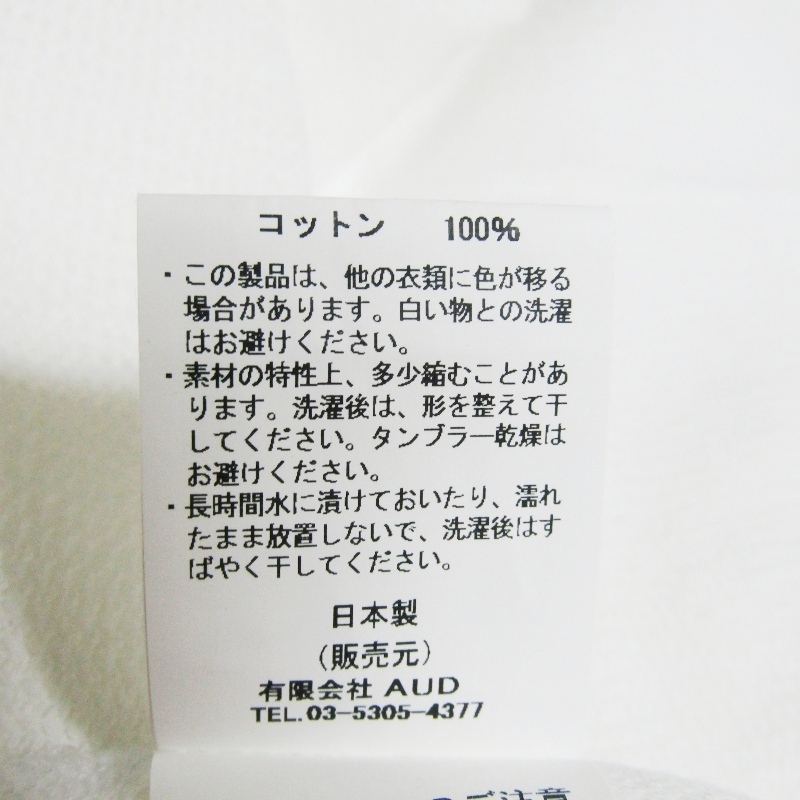 コットン 100%
・この製品は、他の衣類に色が移る
場合があります。白い物との洗濯
はお避けください。
・素材の特性上、多少縮むことがあ
ります。洗濯後は、形を整えて干
してください。タンブラー乾燥は
お避けください。
・長時間水に漬けておいたり、濡れ
たまま放置しないで、洗濯後はす
ばやく干してください。
日本製
(販売元)
有限会社 AUD
TEL.03-5305-4377
のご注意